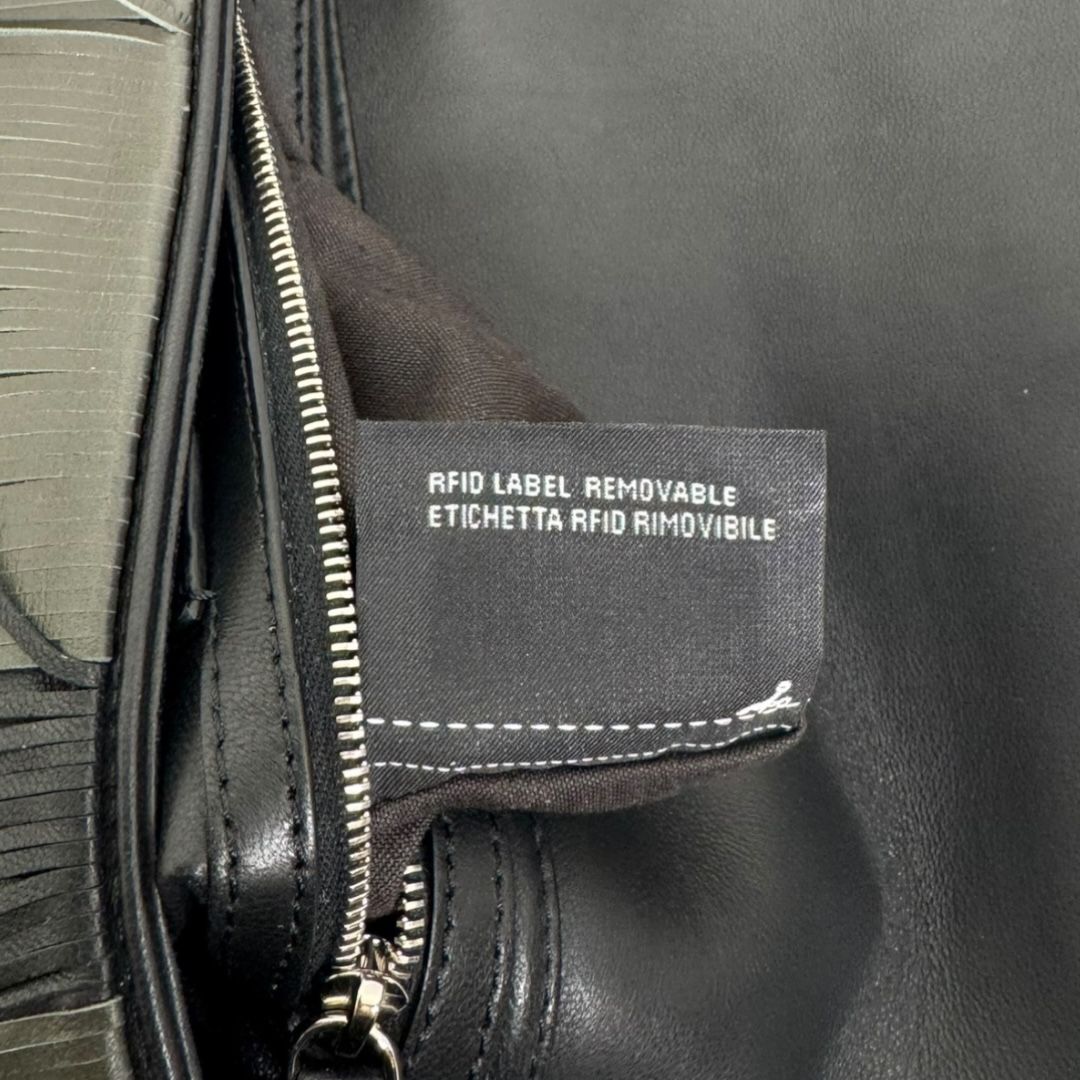 RFID LABEL REMOVABLE
ETICHETTA RFID RIMOVIBILE